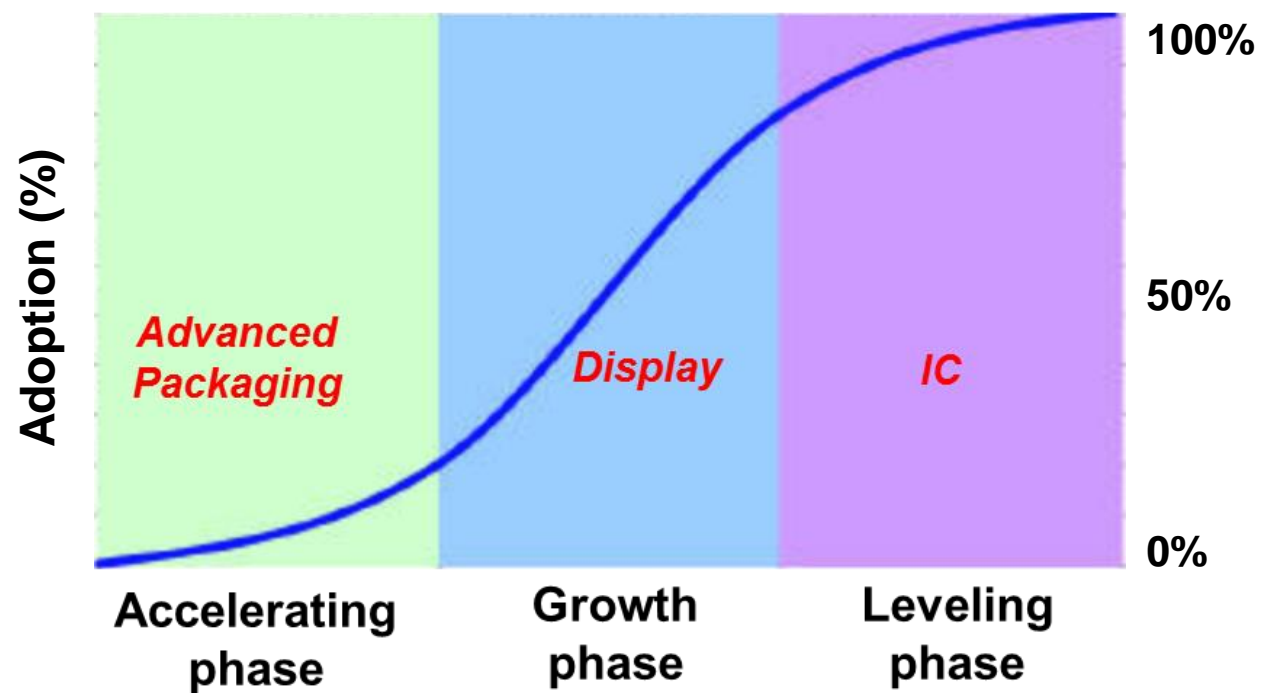 Adoption (%)
100%
50%
0%
Advanced
Packaging
Display
IC
Accelerating
phase
Growth
phase
Leveling
phase